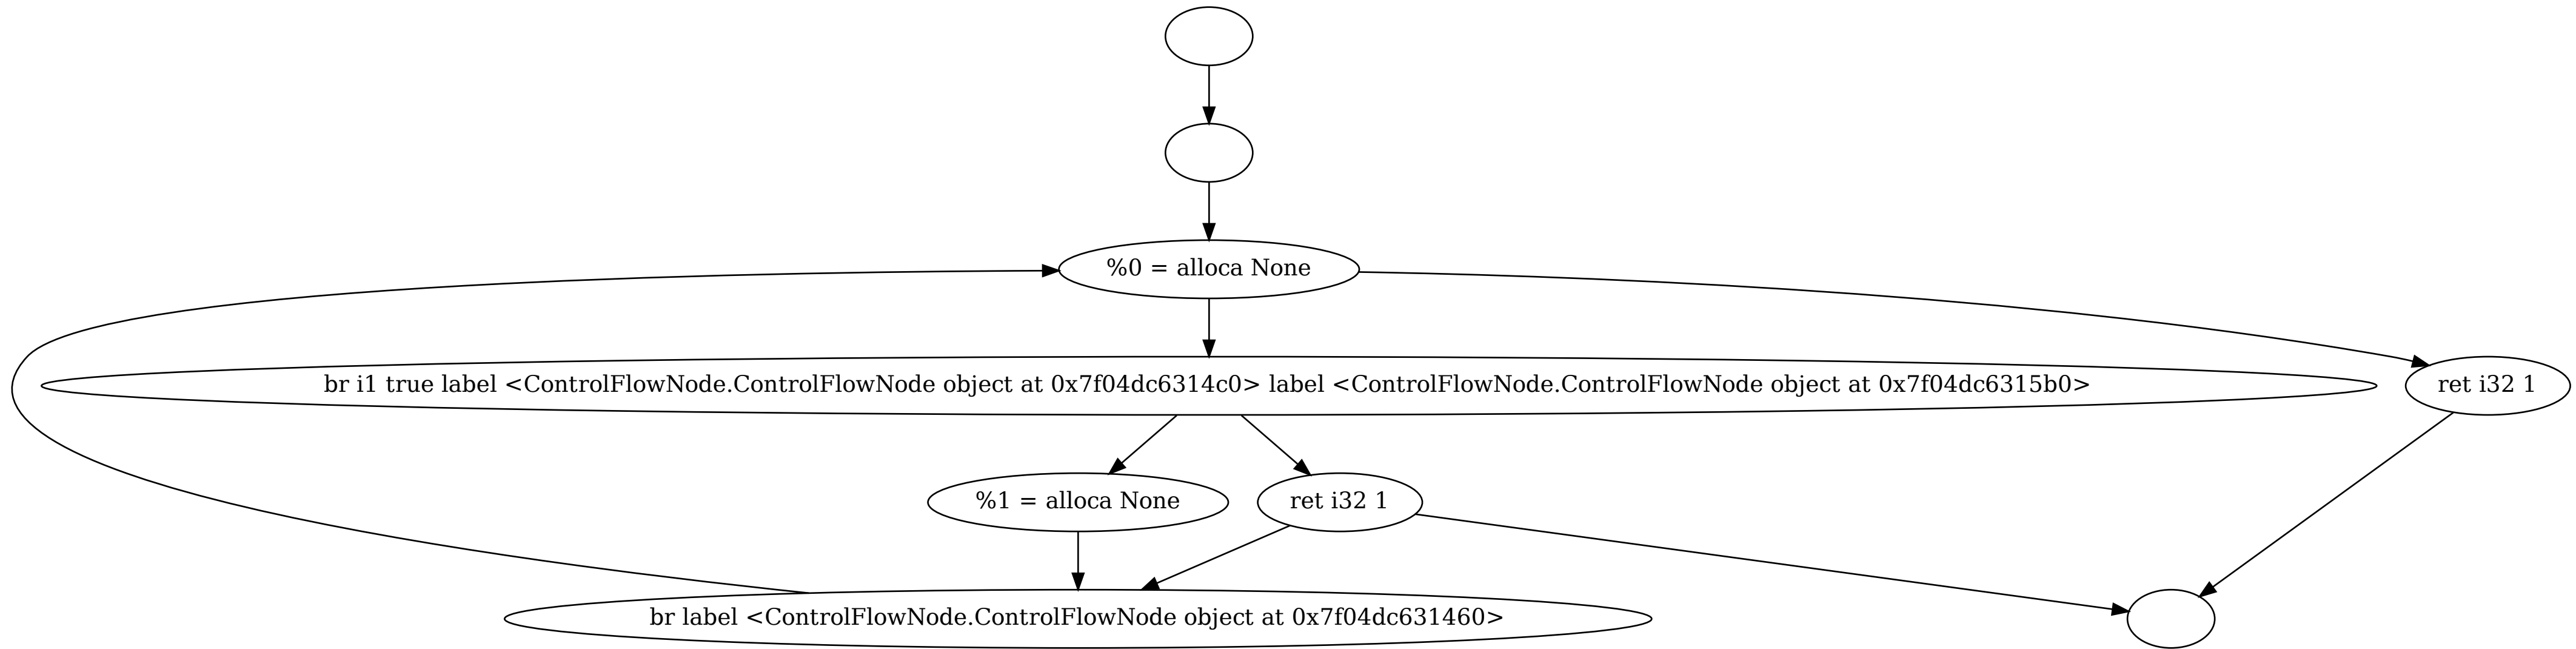 %0 = alloca None
br i1 true label <ControlFlowNode.ControlFlowNode object at 0x7f04dc6314c0> label <ControlFlowNode.ControlFlowNode object at 0x7f04dc6315b0>
ret i32 1
%1 = alloca None
ret i32 1
br label <ControlFlowNode.ControlFlowNode object at 0x7f04dc631460>